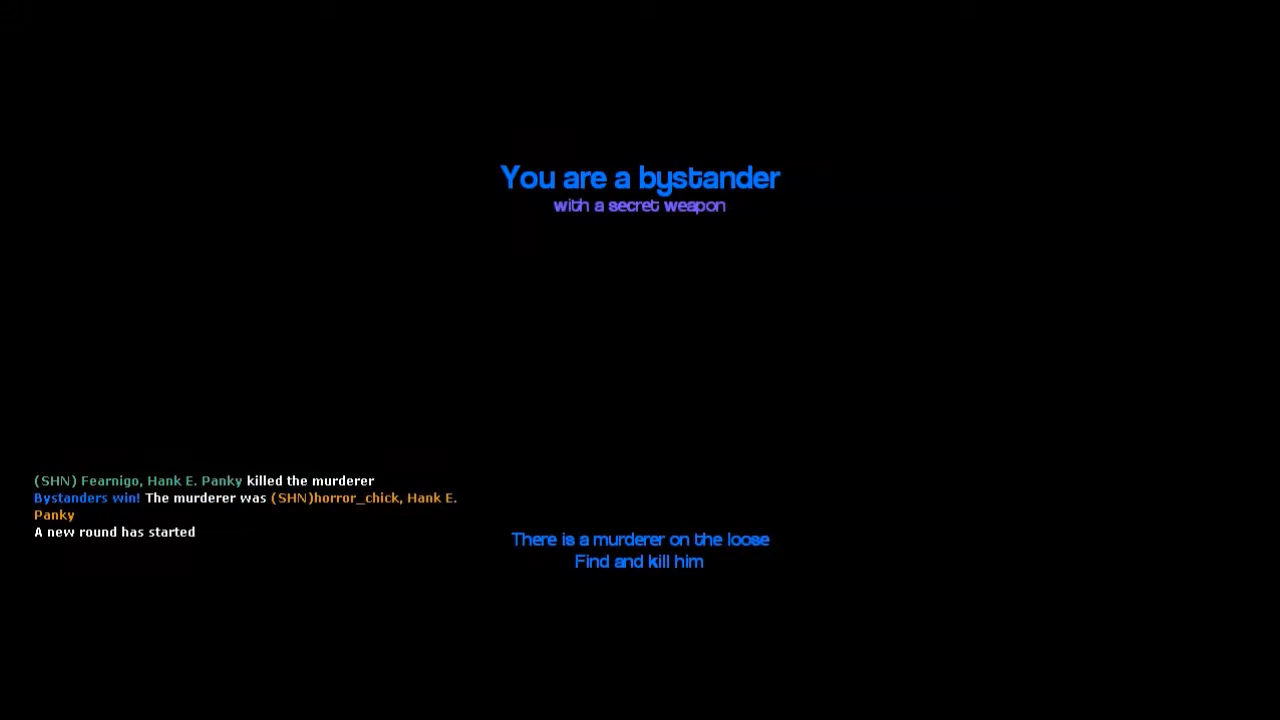 You are a bystander
with a secret weapon
(SHN) Fearnigo, Hank E. Panky killed the murderer
Bystanders win! The murderer was (SHN)horror_chick, Hank E.
Panky
A new round has started
There is a murderer on the loose
Find and kill him